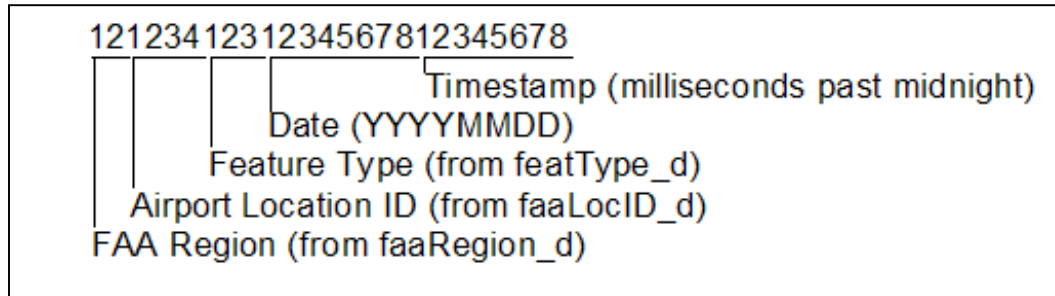 1212341231234567812345678
Timestamp (milliseconds past midnight)
Date (YYYYMMDD)
Feature Type (from featType_d)
Airport Location ID (from faaLocID_d)
FAA Region (from faaRegion_d)